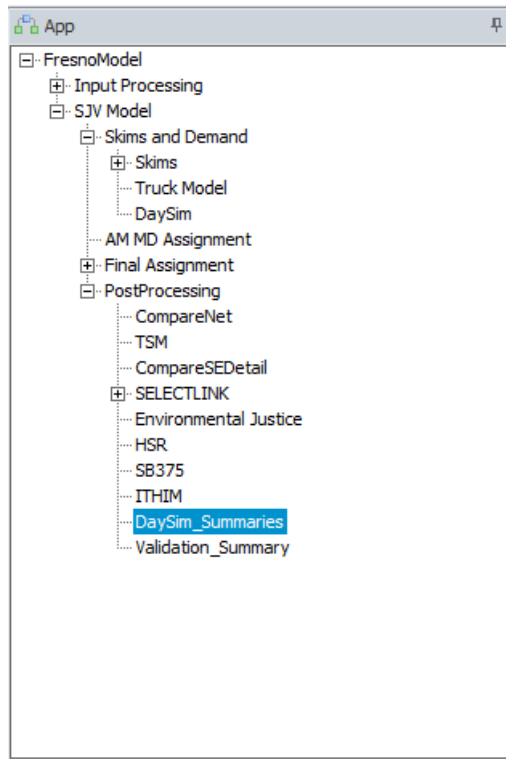 App
FresnoModel
Input Processing
SJV Model
Skims and Demand
Skims
Truck Model
DaySim
AM MD Assignment
Final Assignment
PostProcessing
CompareNet
TSM
CompareSEDetail
SELECTLINK
Environmental Justice
HSR
SB375
ITHIM
DaySim_Summaries
Validation_Summary